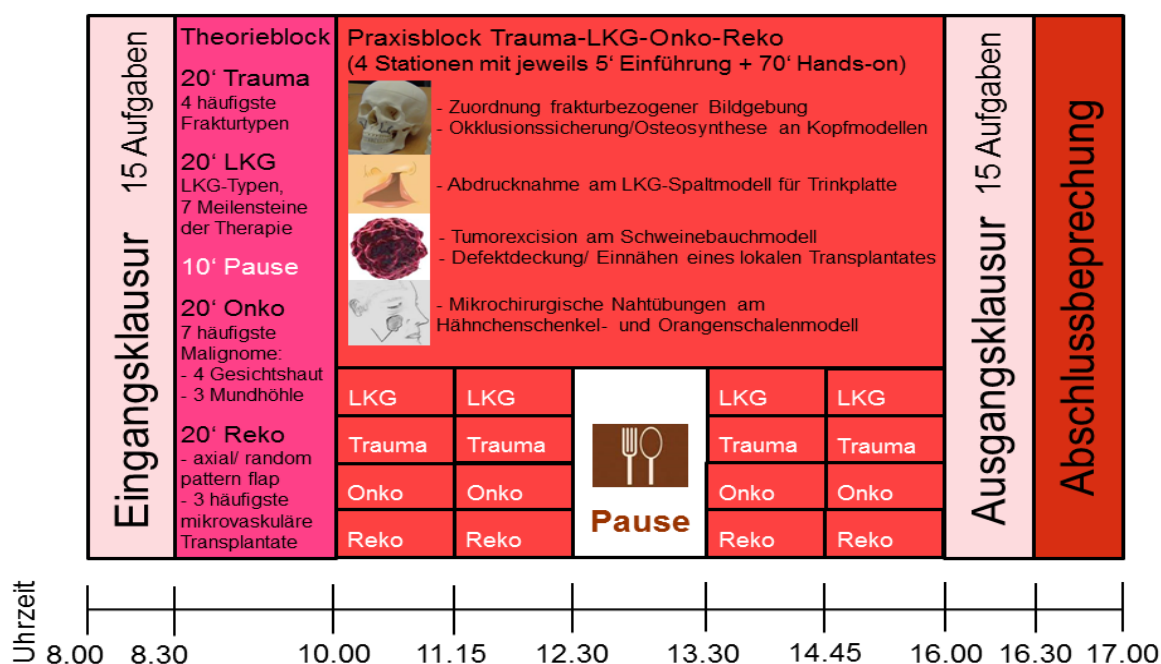 Eingangsklausur 15 Aufgaben
Theorieblock
20‘ Trauma
4 häufigste
Frakturtypen
20‘ LKG
LKG-Typen,
7 Meilensteine
der Therapie
10‘ Pause
20‘ Onko
7 häufigste
Malignome:
- 4 Gesichtshaut
- 3 Mundhöhle
20‘ Reko
- axial/ random
pattern flap
- 3 häufigste
mikrovaskuläre
Transplantate
Praxisblock Trauma-LKG-Onko-Reko
(4 Stationen mit jeweils 5‘ Einführung + 70‘ Hands-on)
- Zuordnung frakturbezogener Bildgebung
- Okklusionssicherung/Osteosynthese an Kopfmodellen
- Abdrucknahme am LKG-Spaltmodell für Trinkplatte
- Tumorexcision am Schweinebauchmodell
- Defektdeckung/ Einnähen eines lokalen Transplantates
- Mikrochirurgische Nahtübungen am
Hähnchenschenkel- und Orangenschalenmodell
LKG LKG LKG LKG
Trauma Trauma Trauma Trauma
Onko Onko Onko Onko
Reko Reko Reko Reko
Pause
Ausgangsklausur 15 Aufgaben
Abschlussbeprechung
Uhrzeit
8.00 8.30 10.00 11.15 12.30 13.30 14.45 16.00 16.30 17.00